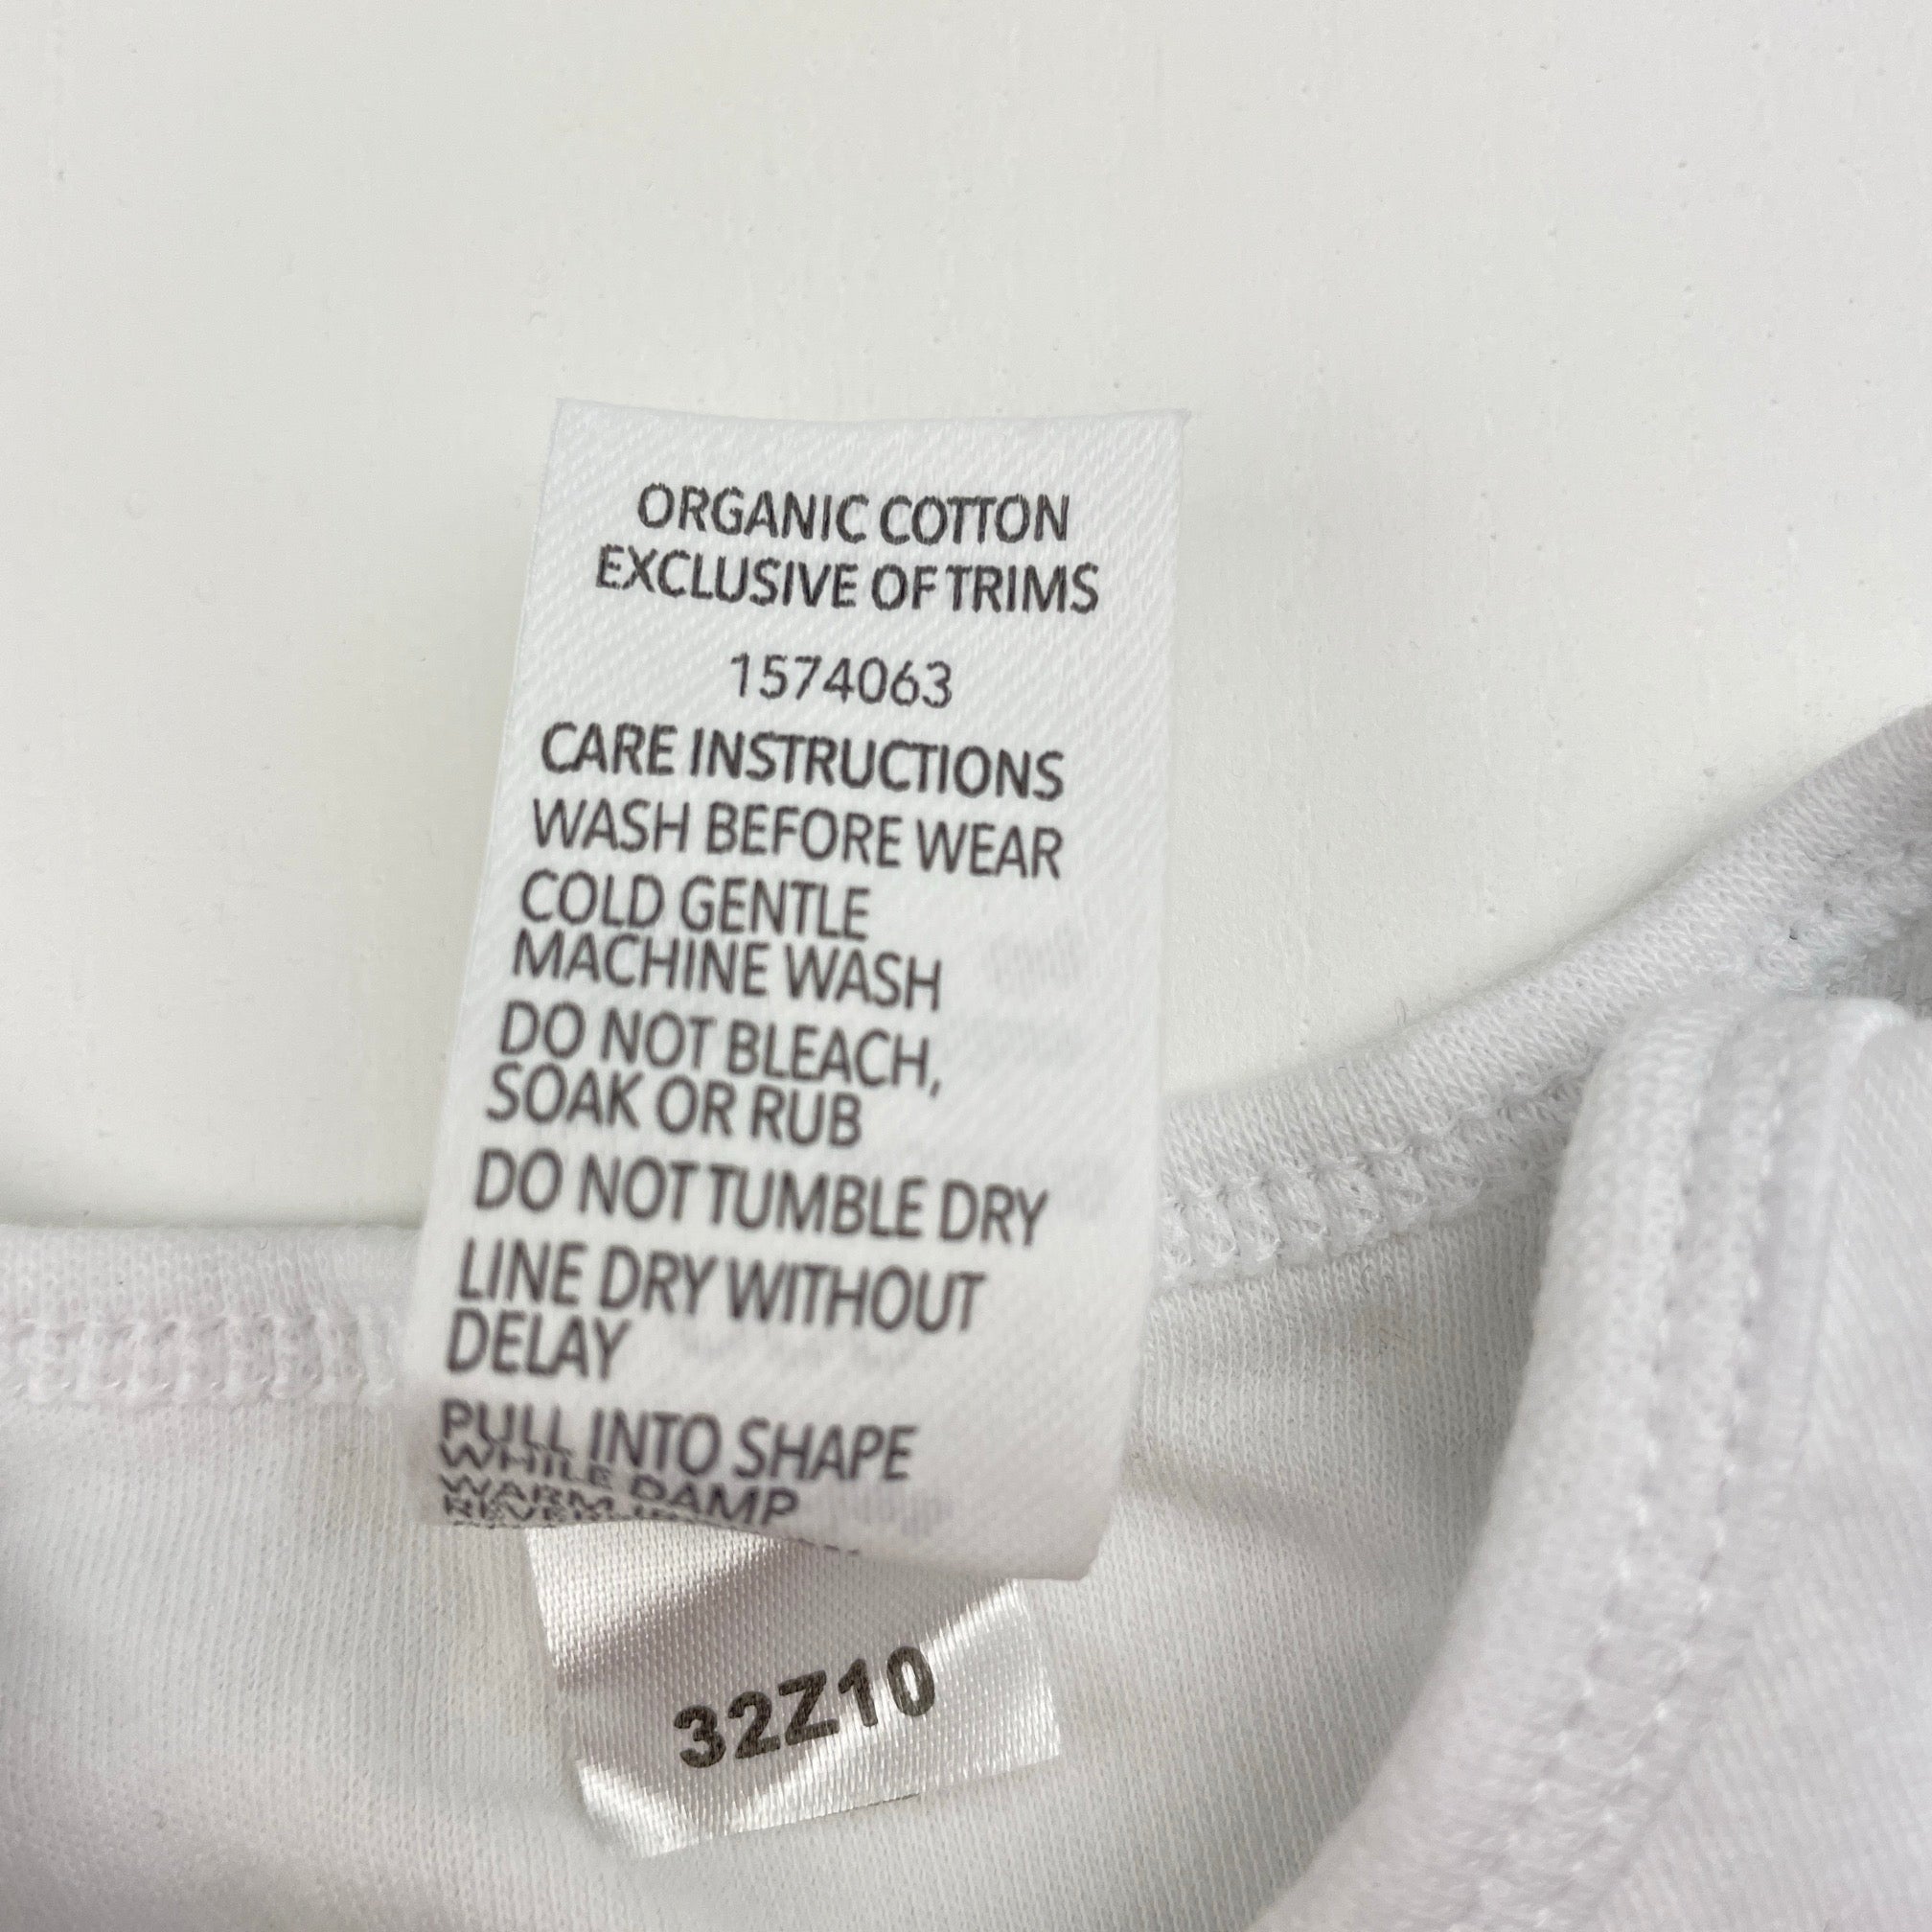 ORGANIC COTTON
EXCLUSIVE OF TRIMS
1574063
CARE INSTRUCTIONS
WASH BEFORE WEAR
COLD GENTLE
MACHINE WASH
DO NOT BLEACH,
SOAK OR RUB
DO NOT TUMBLE DRY
LINE DRY WITHOUT
DELAY
PULL INTO SHAPE
WHILE DAMP
WARM
32Z10